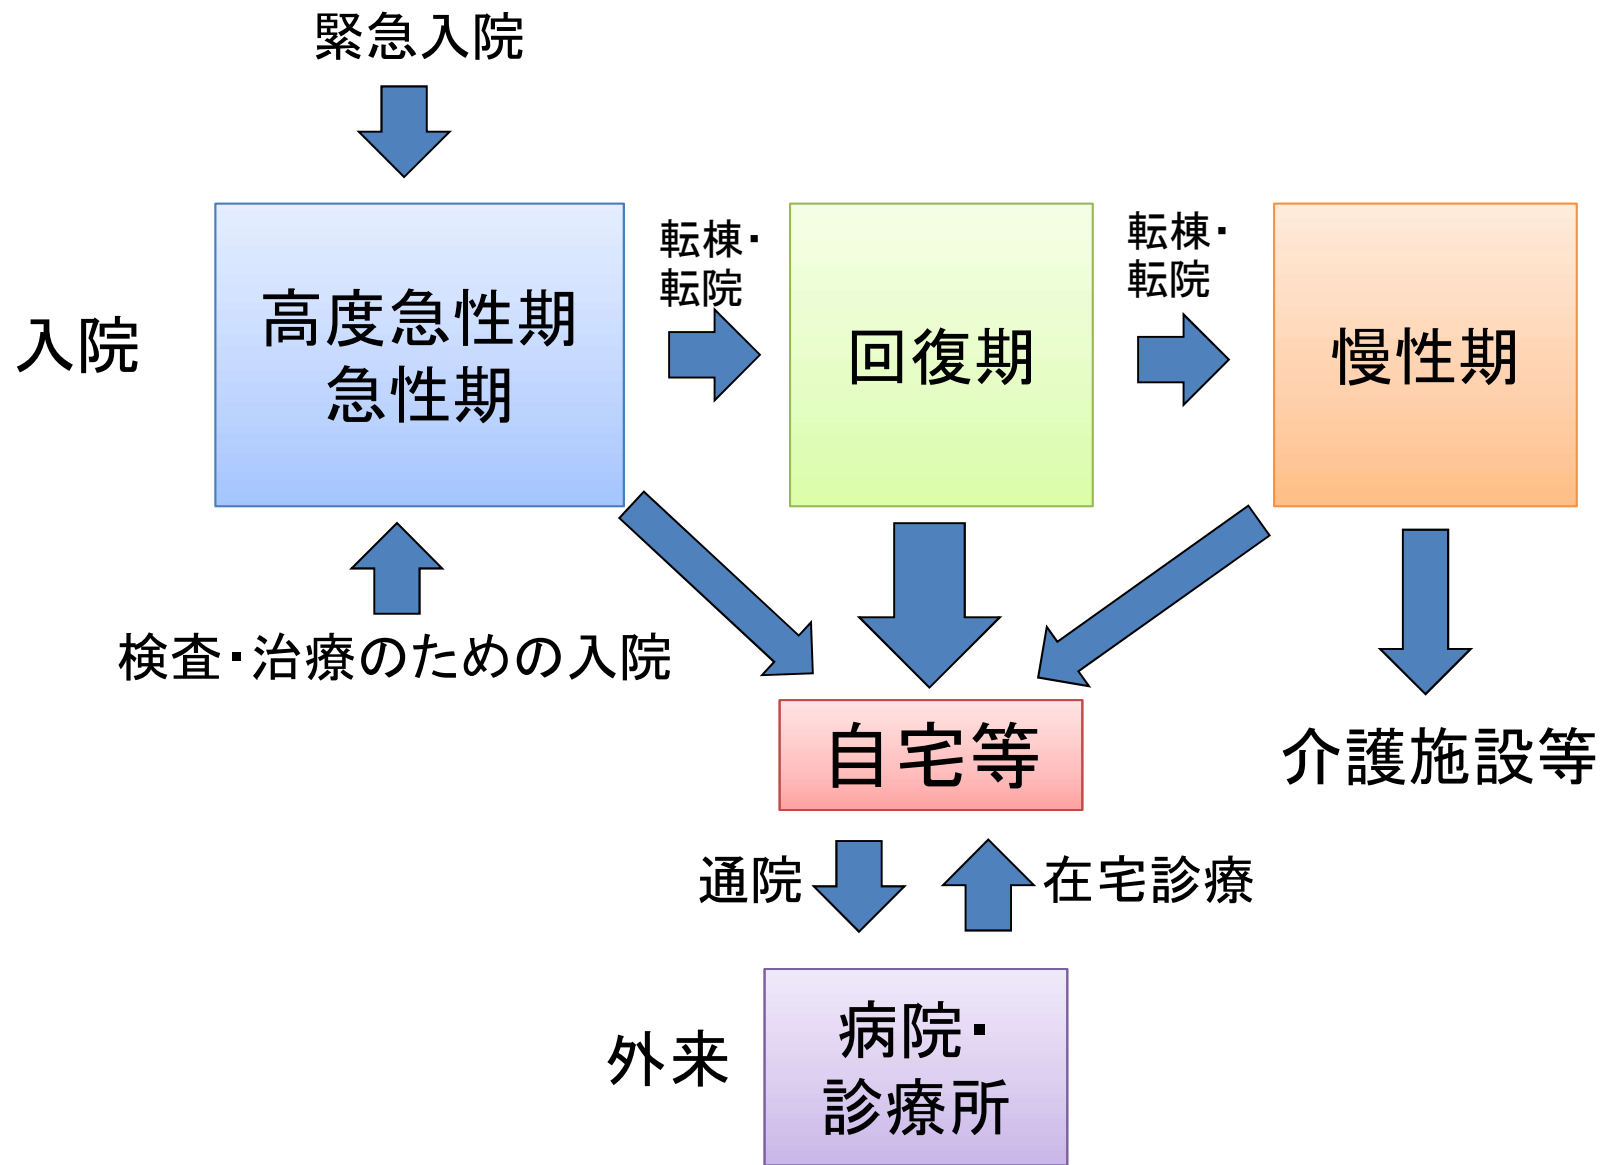 緊急入院
入院
高度急性期
急性期
転棟・
転院
回復期
転棟・
転院
慢性期
検査・治療のための入院
自宅等
介護施設等
通院
在宅診療
外来
病院・
診療所